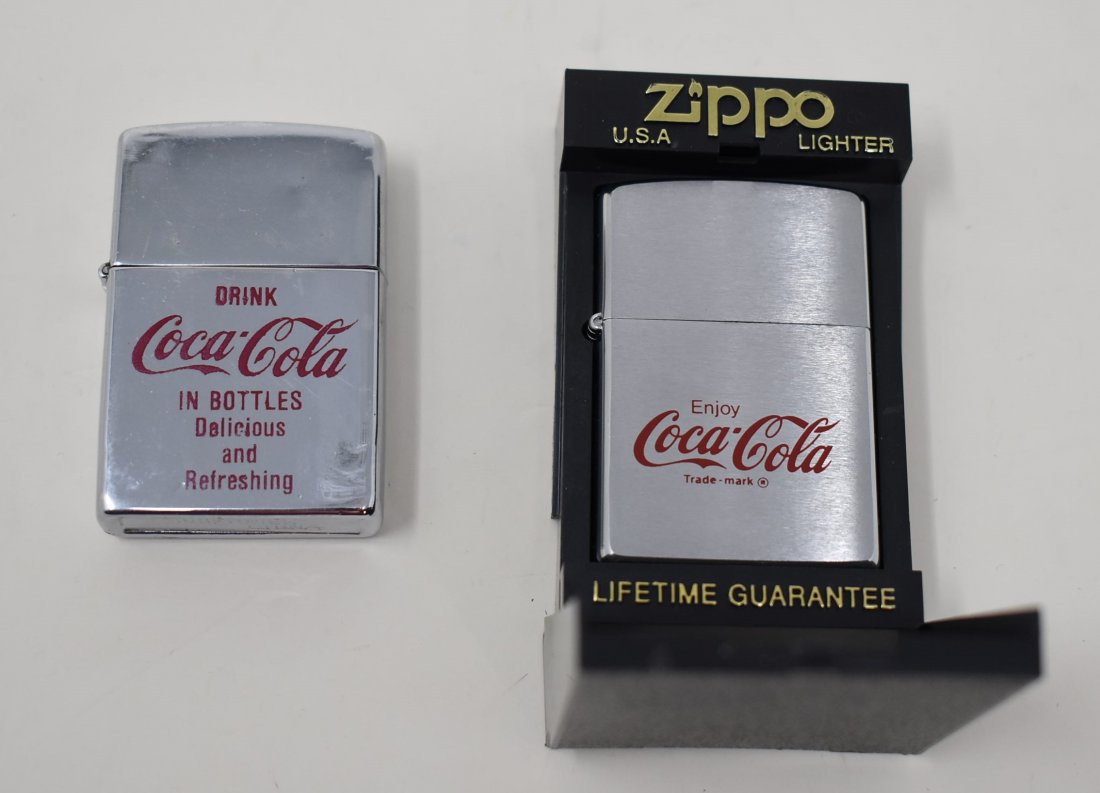 DRINK
Coca-Cola
IN BOTTLES
Delicious
and
Refreshing
Zippo
U.S.A LIGHTER
Enjoy
Coca-Cola
Trade-mark ®
LIFETIME GUARANTEE